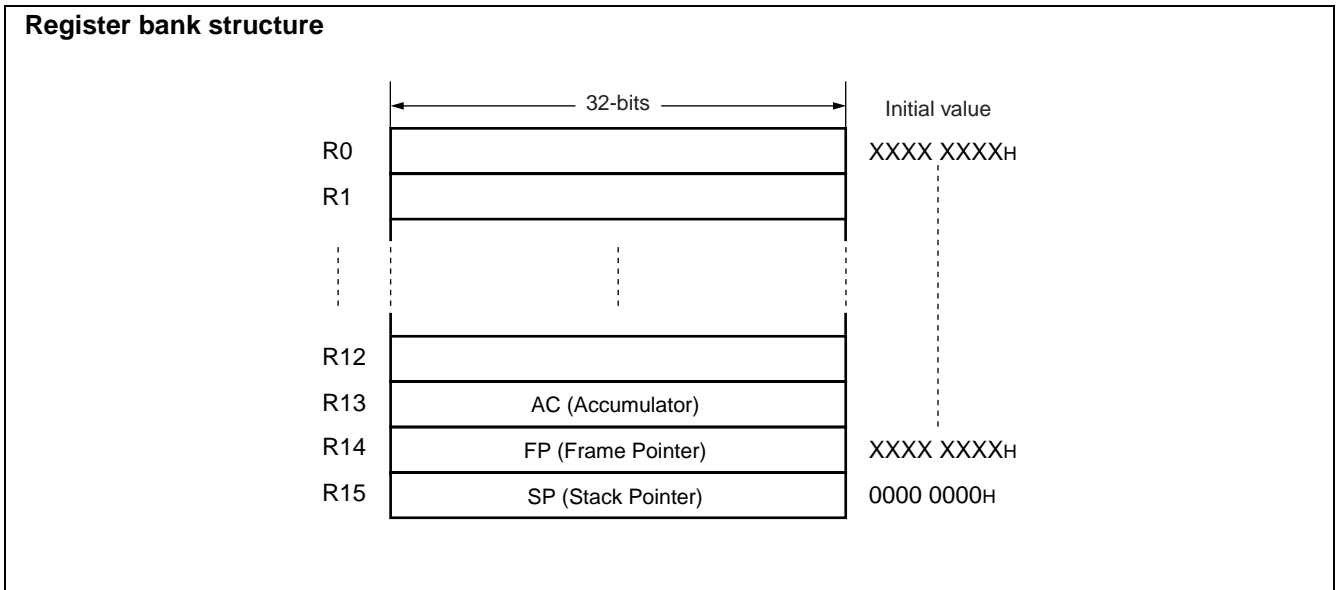 Register bank structure
32-bits
Initial value
R0 XXXX XXXXH
R1
R12
R13 AC (Accumulator)
R14 FP (Frame Pointer) XXXX XXXXH
R15 SP (Stack Pointer) 0000 0000H